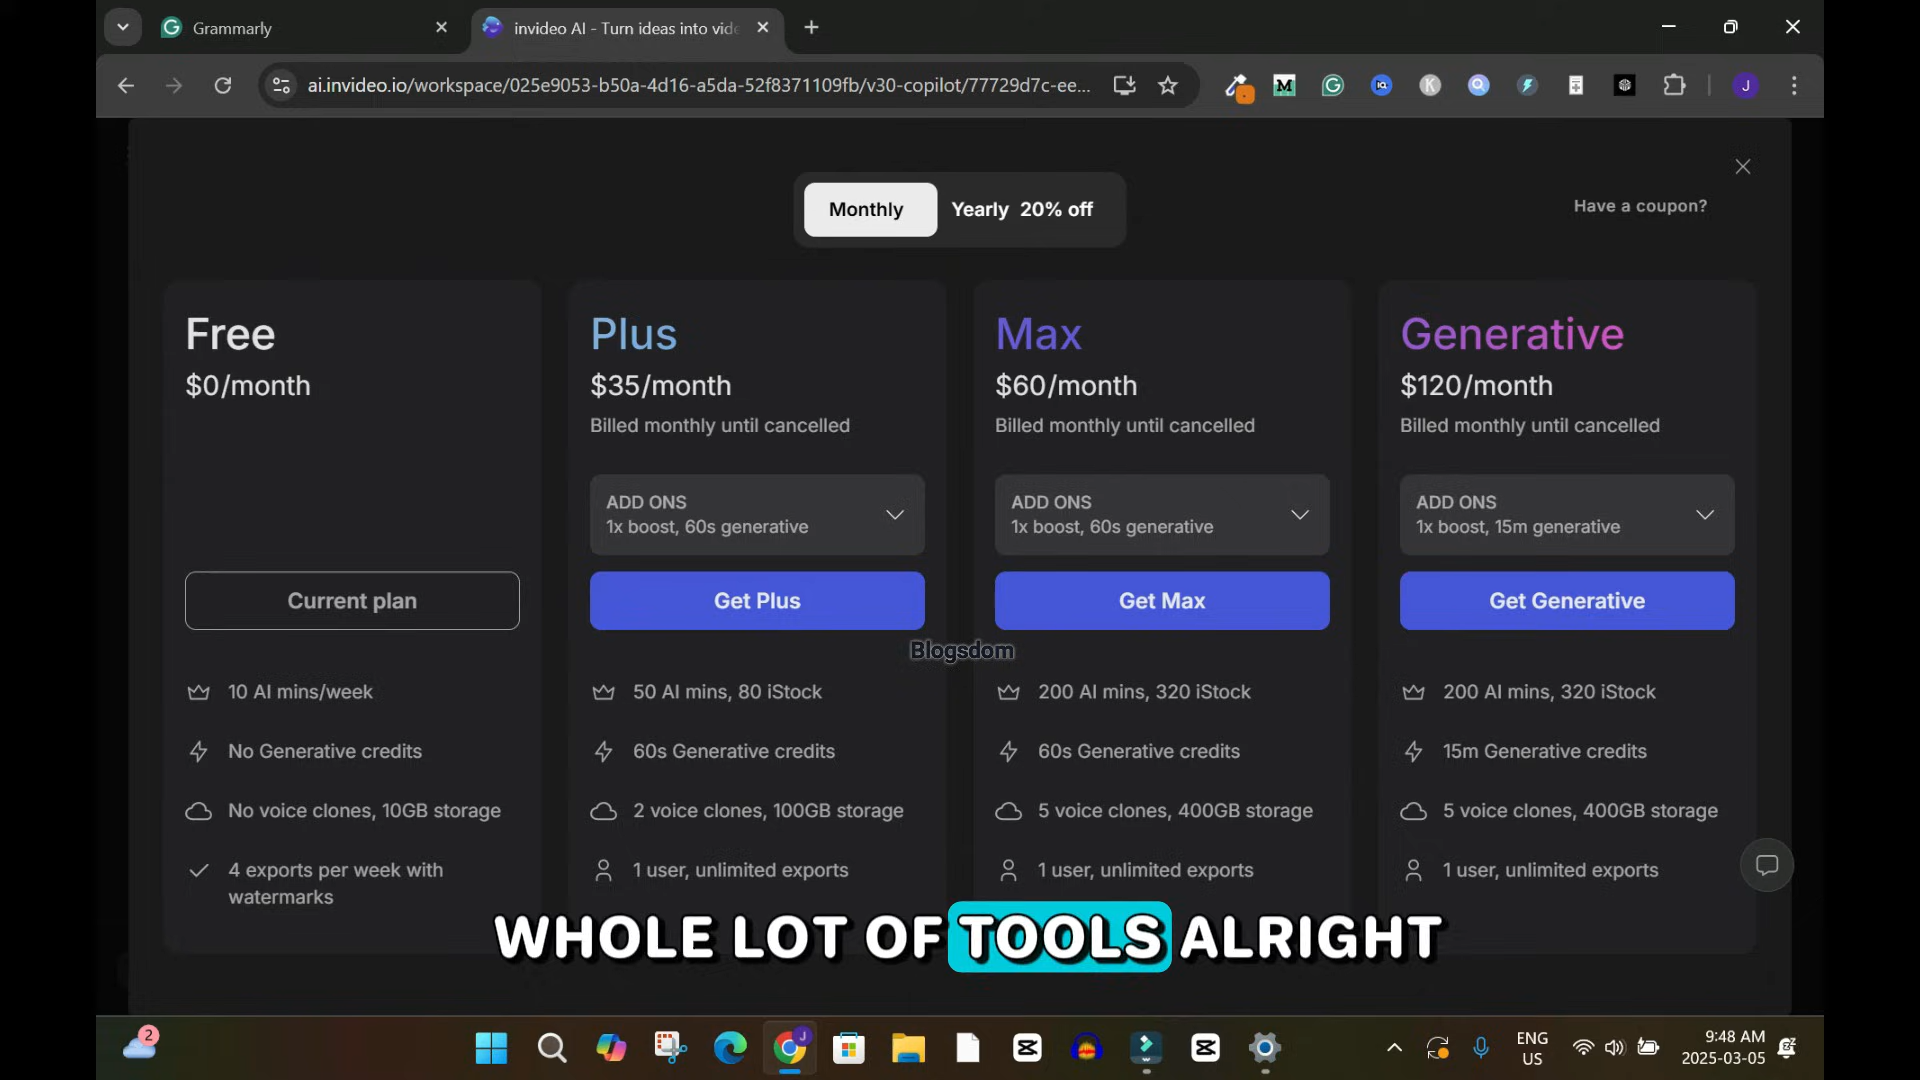 Grammarly
invideo AI - Turn ideas into vide
ai.invideo.io/workspace/025e9053-b50a-4d16-a5da-52f8371109fb/v30-copilot/77729d7c-ee...
Monthly
Yearly 20% off
Have a coupon?
Free
$0/month
Current plan
10 AI mins/week
No Generative credits
No voice clones, 10GB storage
4 exports per week with
watermarks
Plus
$35/month
Billed monthly until cancelled
ADD ONS
1x boost, 60s generative
Get Plus
50 AI mins, 80 iStock
60s Generative credits
2 voice clones, 100GB storage
1 user, unlimited exports
Max
$60/month
Billed monthly until cancelled
ADD ONS
1x boost, 60s generative
Get Max
200 AI mins, 320 iStock
60s Generative credits
5 voice clones, 400GB storage
1 user, unlimited exports
Generative
$120/month
Billed monthly until cancelled
ADD ONS
1x boost, 15m generative
Get Generative
200 AI mins, 320 iStock
15m Generative credits
5 voice clones, 400GB storage
1 user, unlimited exports
Blogsdom
WHOLE LOT OF TOOLS ALRIGHT
2
ENG
US
9:48 AM
2025-03-05